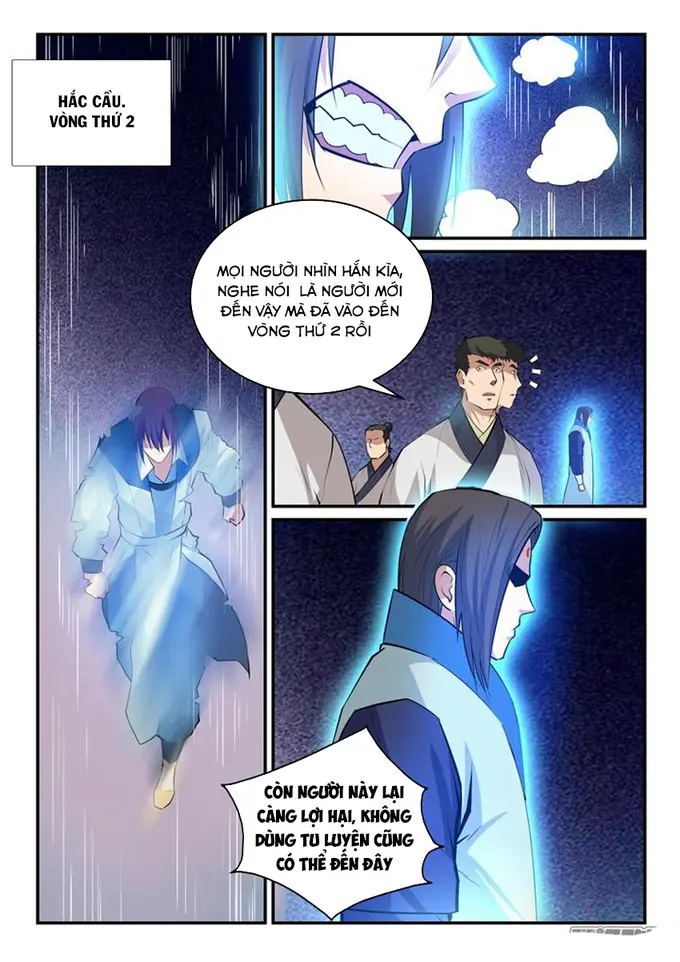 HẮC CẦU.
VÒNG THỨ 2
MỌI NGƯỜI NHÌN HẮN KÌA,
NGHE NÓI LÀ NGƯỜI MỚI
ĐẾN VẬY MÀ ĐÃ VÀO ĐẾN
VÒNG THỨ 2 RỒI
CÒN NGƯỜI NÀY LẠI
CÀNG LỢI HẠI, KHÔNG
DÙNG TU LUYỆN CŨNG
CÓ THỂ ĐẾN ĐÂY